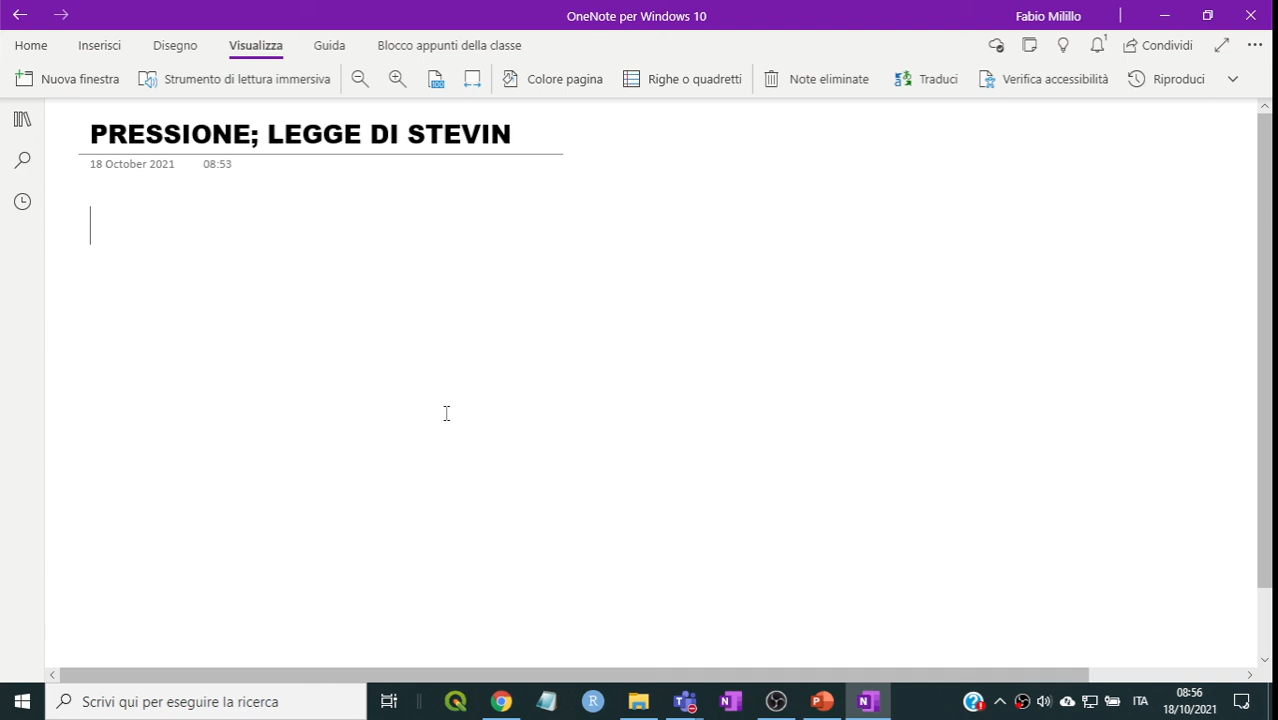 OneNote per Windows 10
Fabio Milillo
Home Inserisci Disegno Visualizza Guida Blocco appunti della classe
1 Condividi
Nuova finestra Strumento di lettura immersiva 100 Colore pagina Righe o quadretti Note eliminate Traduci Verifica accessibilità Riproduci
PRESSIONE; LEGGE DI STEVIN
18 October 2021 08:53
Scrivi qui per eseguire la ricerca
ITA
08:56
18/10/2021